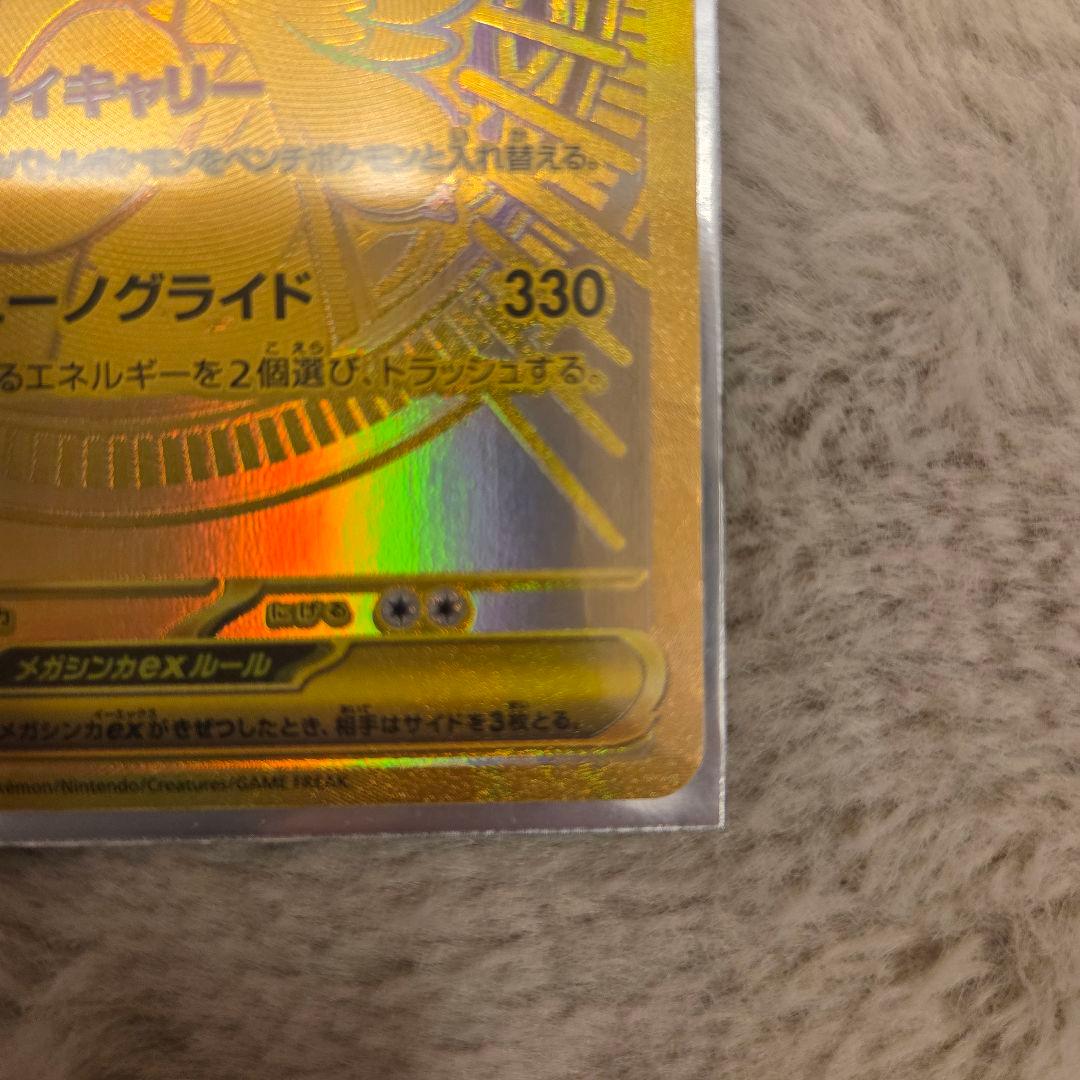 イキャリー
バトルポケモンをベンチポケモンと入れ替える。
ーノグライド 330
るエネルギーを2個選び、トラッシュする。
にげる
メガシンカexルール
メガシンカexがきぜつしたとき、相手はサイドを3枚とる。
kémon/Nintendo/Creatures/GAME FREAK